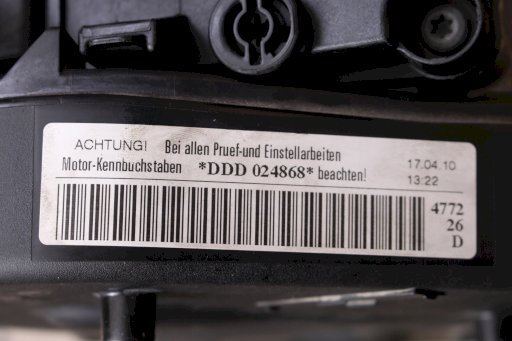 ACHTUNG! Bei allen Pruef-und Einstellarbeiten
Motor-Kennbuchstaben *DDD 024868* beachten!
17.04.10
13:22
4772
26
D